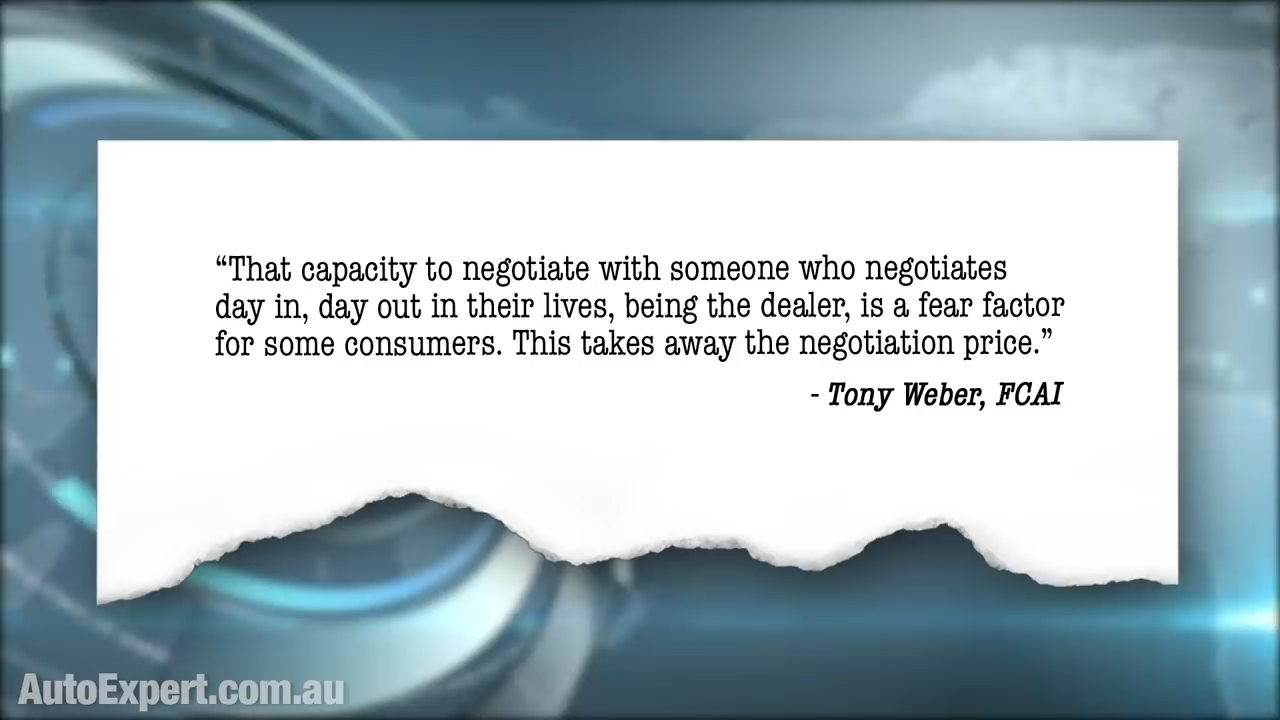 “That capacity to negotiate with someone who negotiates
day in, day out in their lives, being the dealer, is a fear factor
for some consumers. This takes away the negotiation price.”
- Tony Weber, FCAI
AutoExpert.com.au